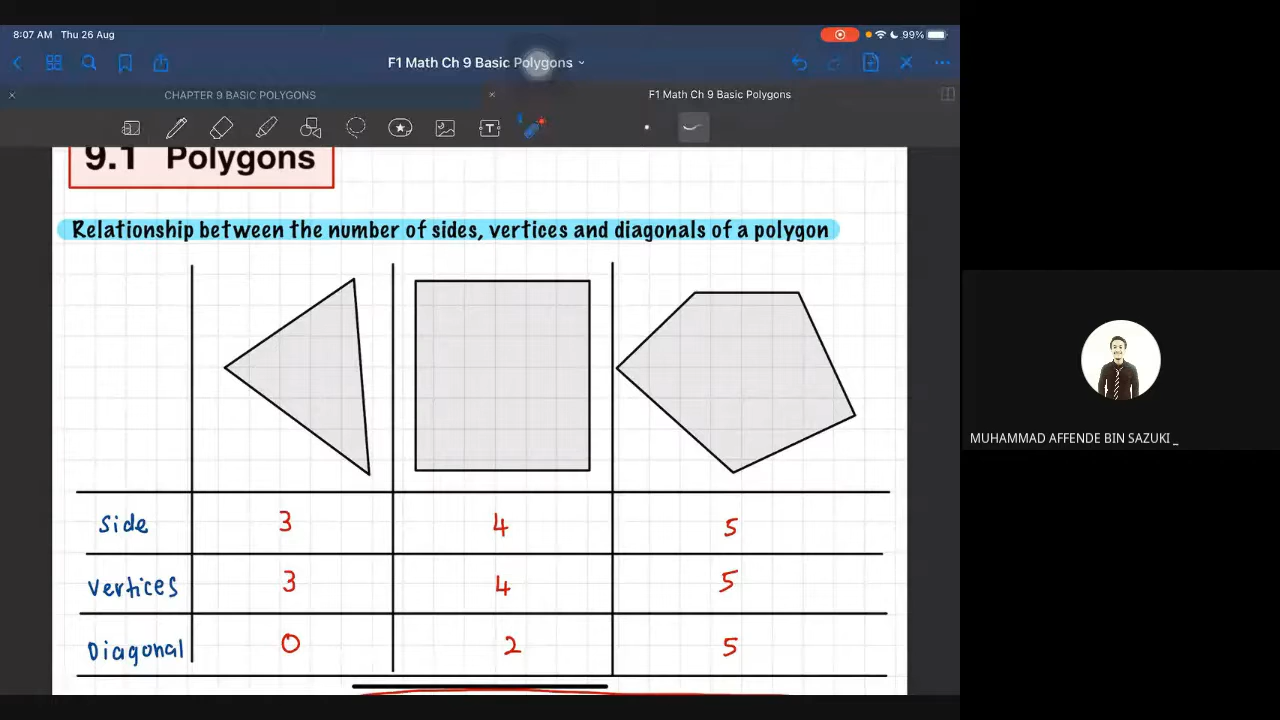 8:07 AM Thu 26 Aug
99%
F1 Math Ch 9 Basic Polygons
CHAPTER 9 BASIC POLYGONS
F1 Math Ch 9 Basic Polygons
9.1 Polygons
Relationship between the number of sides, vertices and diagonals of a polygon
side 3 4 5
vertices 3 4 5
Diagonal 0 2 5
MUHAMMAD AFFENDE BIN SAZUKI _